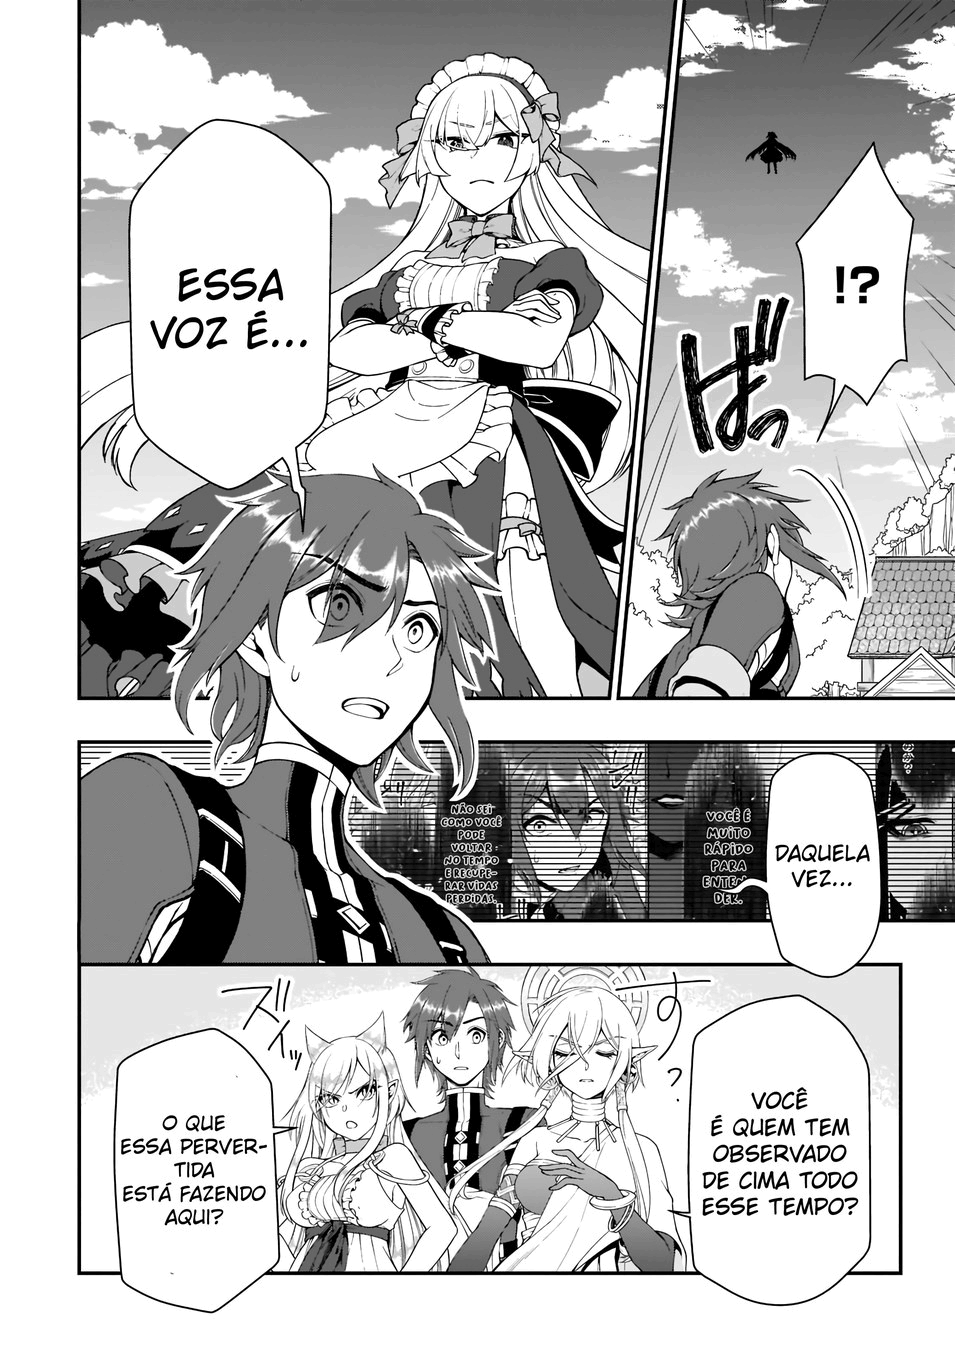 ESSA
VOZ É...
!?
ばっ
NÃO SEI
COMO VOCÊ
PODE
VOLTAR
NO TEMPO
E RECUPE-
RAR VIDAS
PERDIDAS.
VOCÊ É
MUITO
RÁPIDO
PARA
ENTEN-
DER.
DAQUELA
VEZ...
O QUE
ESSA PERVER-
TIDA
ESTÁ FAZENDO
AQUI?
VOCÊ
É QUEM TEM
OBSERVADO
DE CIMA TODO
ESSE TEMPO?